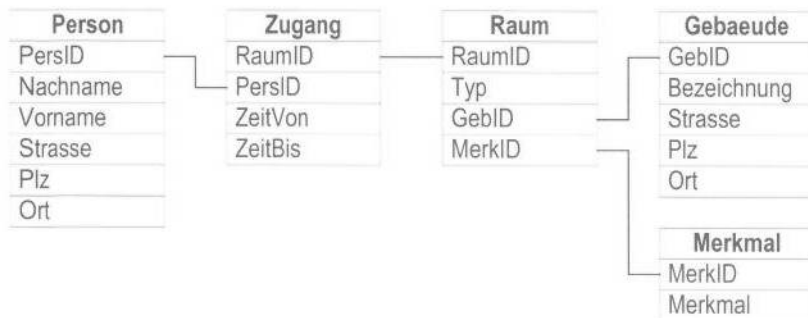 Person
PersID
Nachname
Vorname
Strasse
Plz
Ort
Zugang
RaumID
PersID
ZeitVon
ZeitBis
Raum
RaumID
Typ
GebID
MerkID
Gebaeude
GebID
Bezeichnung
Strasse
Plz
Ort
Merkmal
MerkID
Merkmal